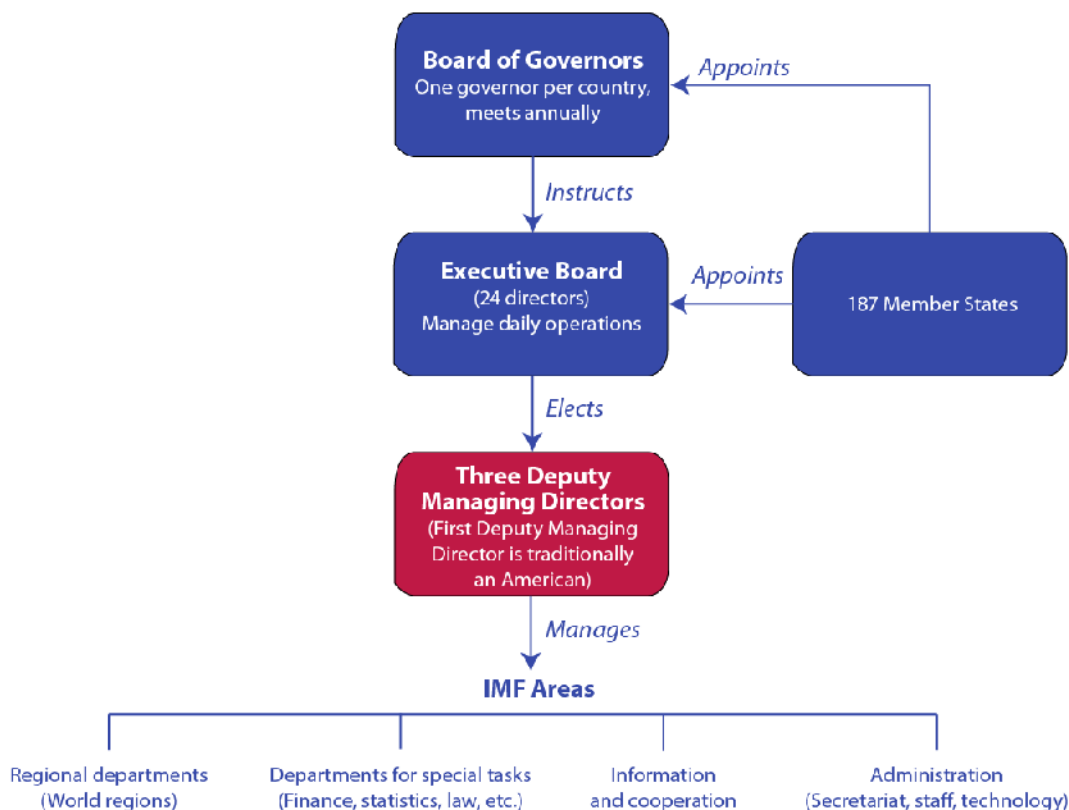 Board of Governors
One governor per country,
meets annually
Appoints
Instructs
Executive Board
(24 directors)
Manage daily operations
Appoints
187 Member States
Elects
Three Deputy
Managing Directors
(First Deputy Managing
Director is traditionally
an American)
Manages
IMF Areas
Regional departments
(World regions)
Departments for special tasks
(Finance, statistics, law, etc.)
Information
and cooperation
Administration
(Secretariat, staff, technology)